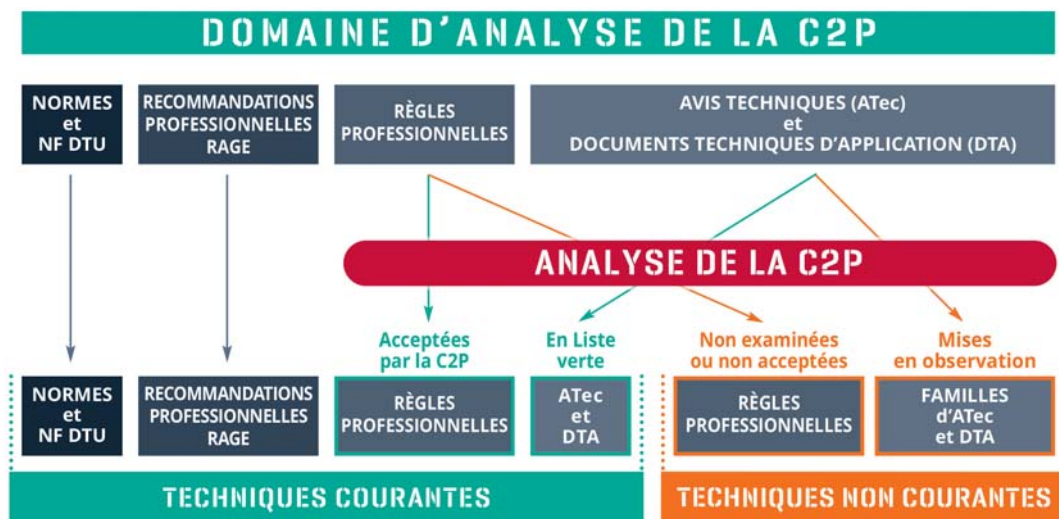 DOMAINE D'ANALYSE DE LA C2P
NORMES
et
NF DTU
RECOMMANDATIONS
PROFESSIONNELLES
RAGE
RÈGLES
PROFESSIONNELLES
AVIS TECHNIQUES (ATec)
et
DOCUMENTS TECHNIQUES D'APPLICATION (DTA)
ANALYSE DE LA C2P
Acceptées
par la C2P
En Liste
verte
Non examinées
ou non acceptées
Mises
en observation
NORMES
et
NF DTU
RECOMMANDATIONS
PROFESSIONNELLES
RAGE
RÈGLES
PROFESSIONNELLES
ATec
et
DTA
RÈGLES
PROFESSIONNELLES
FAMILLES
d'ATec
et DTA
TECHNIQUES COURANTES
TECHNIQUES NON COURANTES